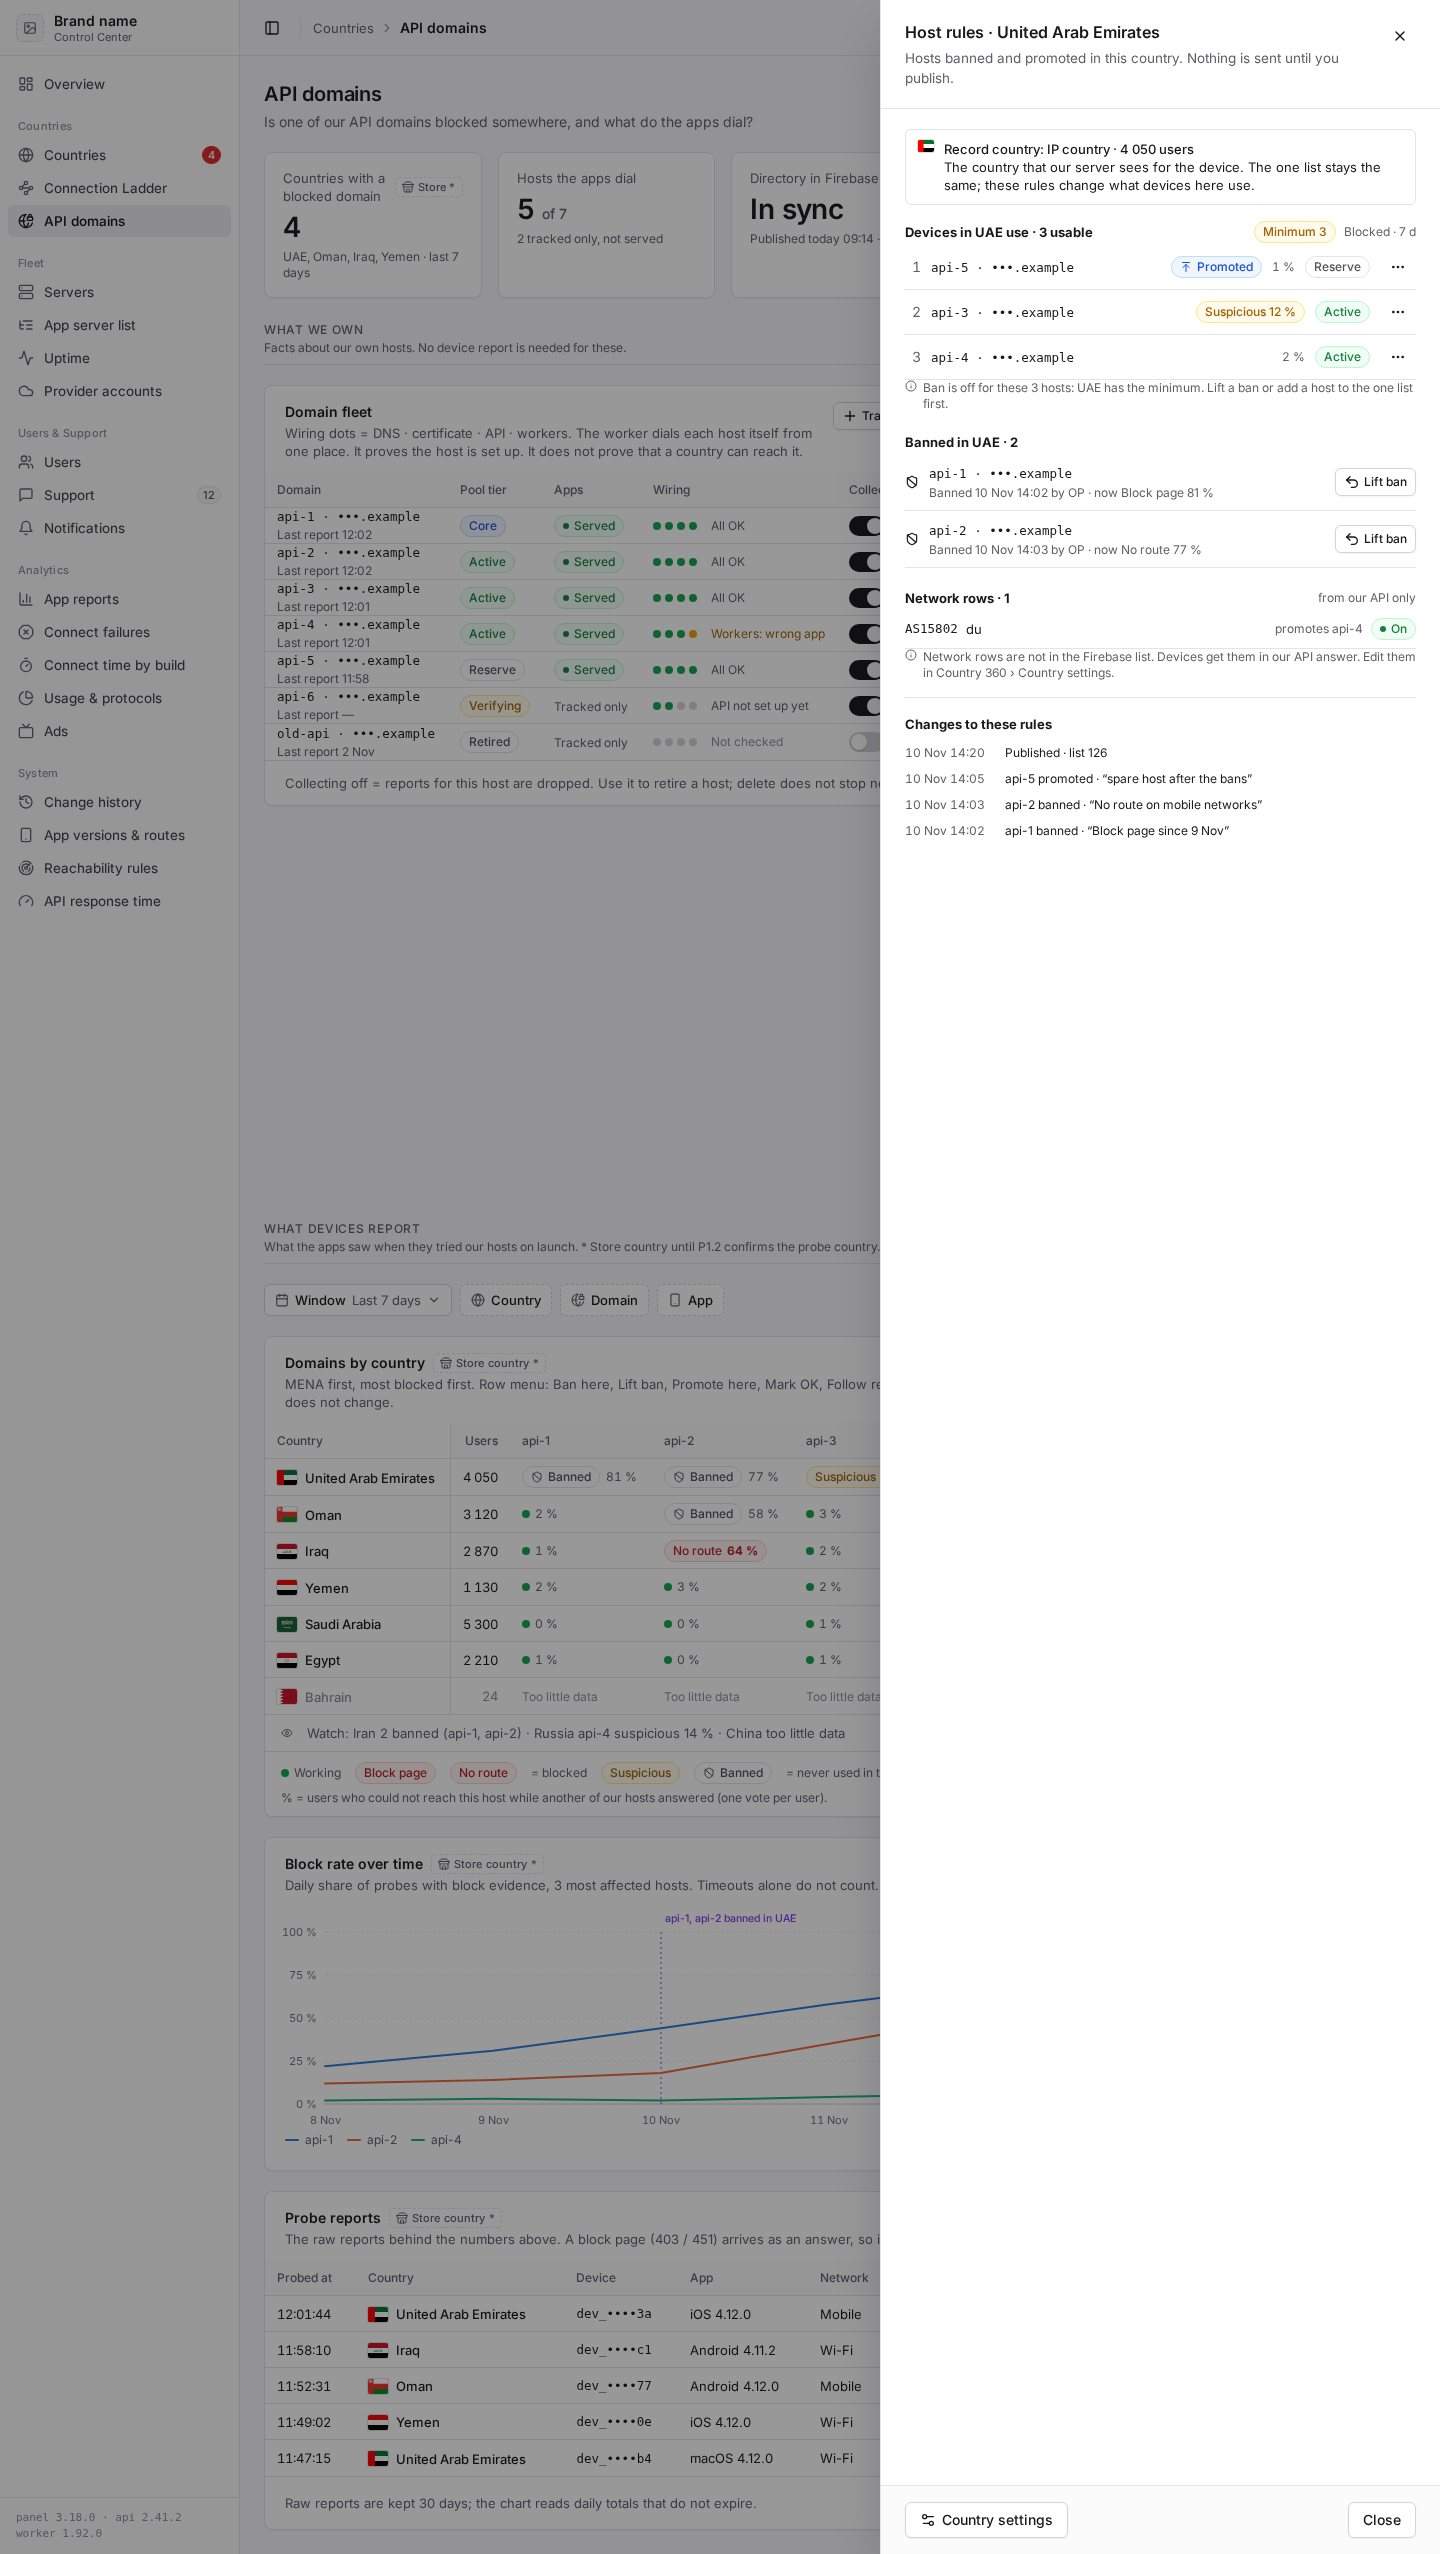 Brand name
Control Center
Overview
Countries
Countries
4
Connection Ladder
API domains
Fleet
Servers
App server list
Uptime
Provider accounts
Users & Support
Users
Support
12
Notifications
Analytics
App reports
Connect failures
Connect time by build
Usage & protocols
Ads
System
Change history
App versions & routes
Reachability rules
API response time
panel 3.18.0 · api 2.41.2
worker 1.92.0
Countries > API domains
API domains
Is one of our API domains blocked somewhere, and what do the apps dial?
Countries with a blocked domain
Store *
4
UAE, Oman, Iraq, Yemen · last 7 days
Hosts the apps dial
5 of 7
2 tracked only, not served
Directory in Firebase
In sync
Published today 09:14 ·
WHAT WE OWN
Facts about our own hosts. No device report is needed for these.
Domain fleet
Wiring dots = DNS · certificate · API · workers. The worker dials each host itself from
one place. It proves the host is set up. It does not prove that a country can reach it.
Domain Pool tier Apps Wiring
api-1 · •••.example
Last report 12:02
Core Served All OK
api-2 · •••.example
Last report 12:02
Active Served All OK
api-3 · •••.example
Last report 12:01
Active Served All OK
api-4 · •••.example
Last report 12:01
Active Served Workers: wrong app
api-5 · •••.example
Last report 11:58
Reserve Served All OK
api-6 · •••.example
Last report —
Verifying Tracked only API not set up yet
old-api · •••.example
Last report 2 Nov
Retired Tracked only Not checked
Collecting off = reports for this host are dropped. Use it to retire a host; delete does not stop
WHAT DEVICES REPORT
What the apps saw when they tried our hosts on launch. * Store country until P1.2 confirms the probe country.
Window Last 7 days
Country
Domain
App
Domains by country
Store country *
MENA first, most blocked first. Row menu: Ban here, Lift ban, Promote here, Mark OK, Follow
does not change.
Country Users api-1 api-2 api-3
United Arab Emirates 4 050 Banned 81 % Banned 77 % Suspicious
Oman 3 120 2 % Banned 58 % 3 %
Iraq 2 870 1 % No route 64 % 2 %
Yemen 1 130 2 % 3 % 2 %
Saudi Arabia 5 300 0 % 0 % 1 %
Egypt 2 210 1 % 0 % 1 %
Bahrain 24 Too little data Too little data Too little data
Watch: Iran 2 banned (api-1, api-2) · Russia api-4 suspicious 14 % · China too little data
Working Block page No route = blocked Suspicious Banned = never used in
% = users who could not reach this host while another of our hosts answered (one vote per user).
Block rate over time
Store country *
Daily share of probes with block evidence, 3 most affected hosts. Timeouts alone do not count.
api-1, api-2 banned in UAE
100 %
75 %
50 %
25 %
0 %
8 Nov 9 Nov 10 Nov 11 Nov
api-1 api-2 api-4
Probe reports
Store country *
The raw reports behind the numbers above. A block page (403 / 451) arrives as an answer, so
Probed at Country Device App Network
12:01:44 United Arab Emirates dev_••••3a iOS 4.12.0 Mobile
11:58:10 Iraq dev_••••c1 Android 4.11.2 Wi-Fi
11:52:31 Oman dev_••••77 Android 4.12.0 Mobile
11:49:02 Yemen dev_••••0e iOS 4.12.0 Wi-Fi
11:47:15 United Arab Emirates dev_••••b4 macOS 4.12.0 Wi-Fi
Raw reports are kept 30 days; the chart reads daily totals that do not expire.
Host rules · United Arab Emirates
Hosts banned and promoted in this country. Nothing is sent until you
publish.
Record country: IP country · 4 050 users
The country that our server sees for the device. The one list stays the
same; these rules change what devices here use.
Devices in UAE use · 3 usable
Minimum 3 Blocked · 7 d
1 api-5 · •••.example Promoted 1 % Reserve
2 api-3 · •••.example Suspicious 12 % Active
3 api-4 · •••.example 2 % Active
Ban is off for these 3 hosts: UAE has the minimum. Lift a ban or add a host to the one list
first.
Banned in UAE · 2
api-1 · •••.example
Banned 10 Nov 14:02 by OP · now Block page 81 %
Lift ban
api-2 · •••.example
Banned 10 Nov 14:03 by OP · now No route 77 %
Lift ban
Network rows · 1
from our API only
AS15802 du promotes api-4 On
Network rows are not in the Firebase list. Devices get them in our API answer. Edit them
in Country 360 › Country settings.
Changes to these rules
10 Nov 14:20 Published · list 126
10 Nov 14:05 api-5 promoted · “spare host after the bans”
10 Nov 14:03 api-2 banned · “No route on mobile networks”
10 Nov 14:02 api-1 banned · “Block page since 9 Nov”
Country settings
Close